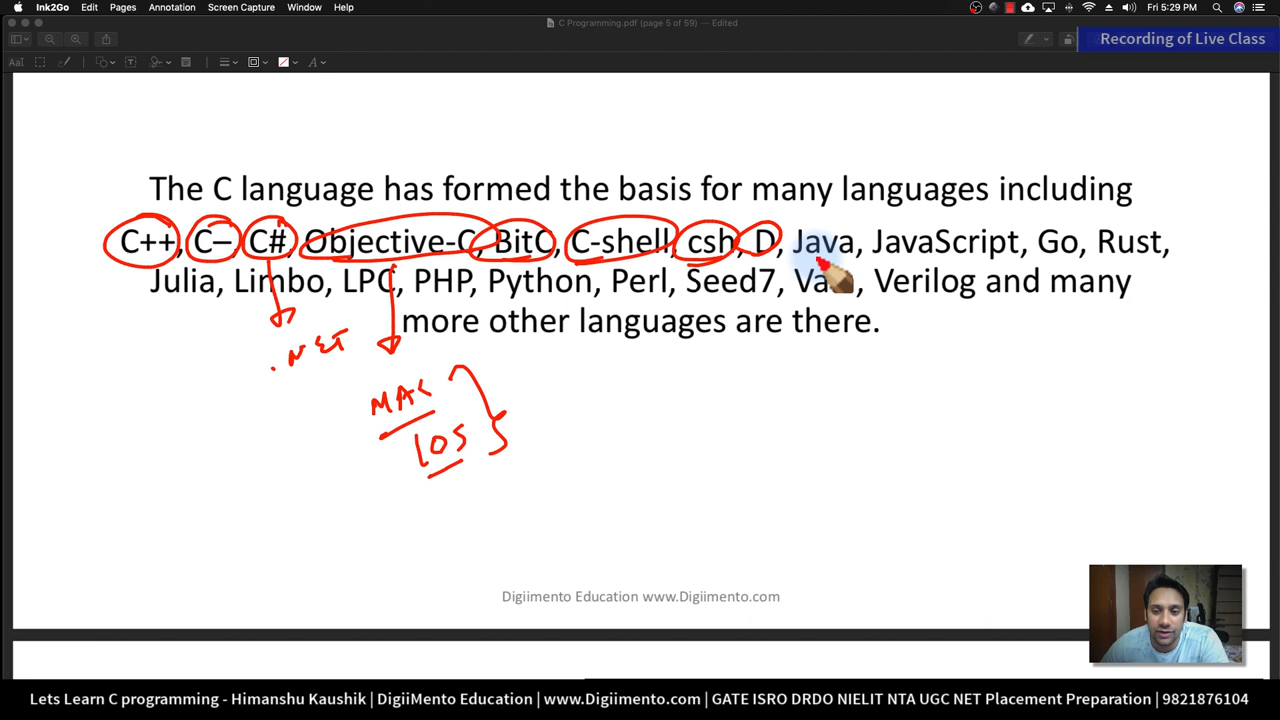 Ink2Go Edit Pages Annotation Screen Capture Window Help Fri 5:29 PM
C Programming.pdf (page 5 of 59) — Edited
Recording of Live Class
The C language has formed the basis for many languages including
C++, C–, C#, Objective-C, BitC, C-shell, csh, D, Java, JavaScript, Go, Rust,
Julia, Limbo, LPC, PHP, Python, Perl, Seed7, Verilog and many
more other languages are there.
.NET
MAC
IOS
Digiimento Education www.Digiimento.com
Lets Learn C programming - Himanshu Kaushik | DigiiMento Education | www.Digiimento.com | GATE ISRO DRDO NIELIT NTA UGC NET Placement Preparation | 9821876104